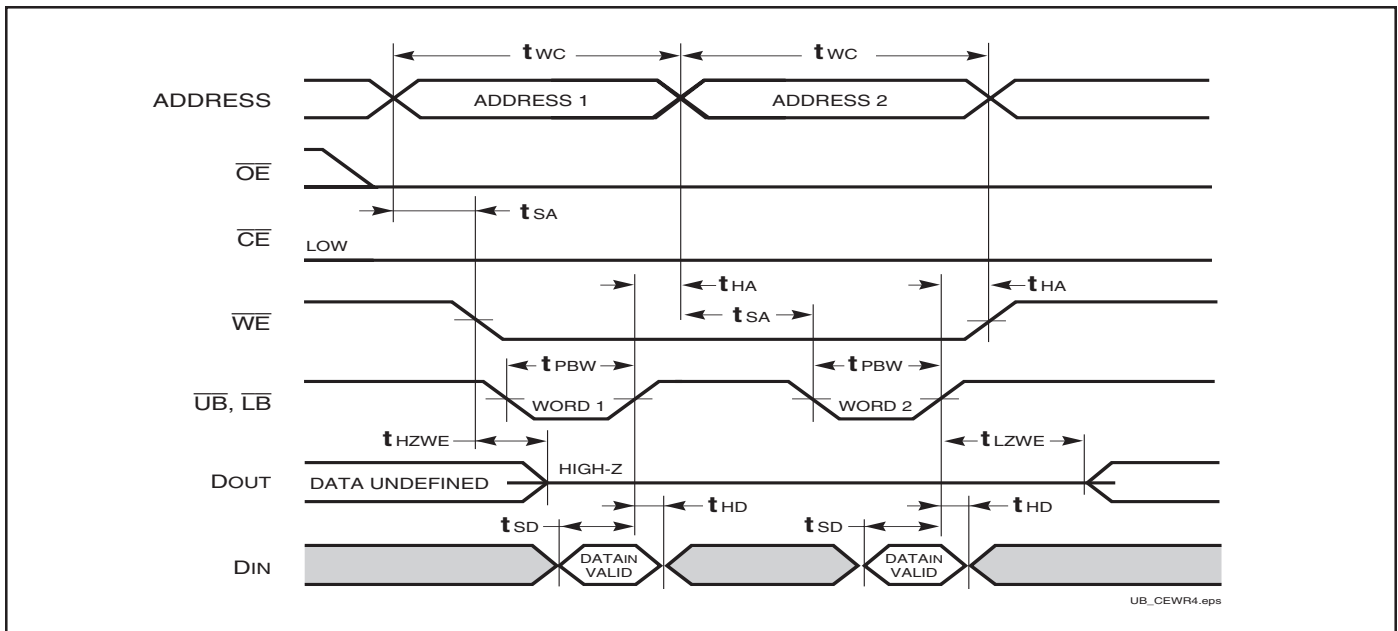 tWC tWC
ADDRESS ADDRESS 1 ADDRESS 2
OE
tSA
CE LOW
tHA tHA
WE tSA
tPBW tPBW
UB, LB WORD 1 WORD 2
tHZWE tLZWE
DOUT DATA UNDEFINED HIGH-Z
tSD tHD tSD tHD
DIN DATAIN VALID DATAIN VALID
UB_CEWR4.eps